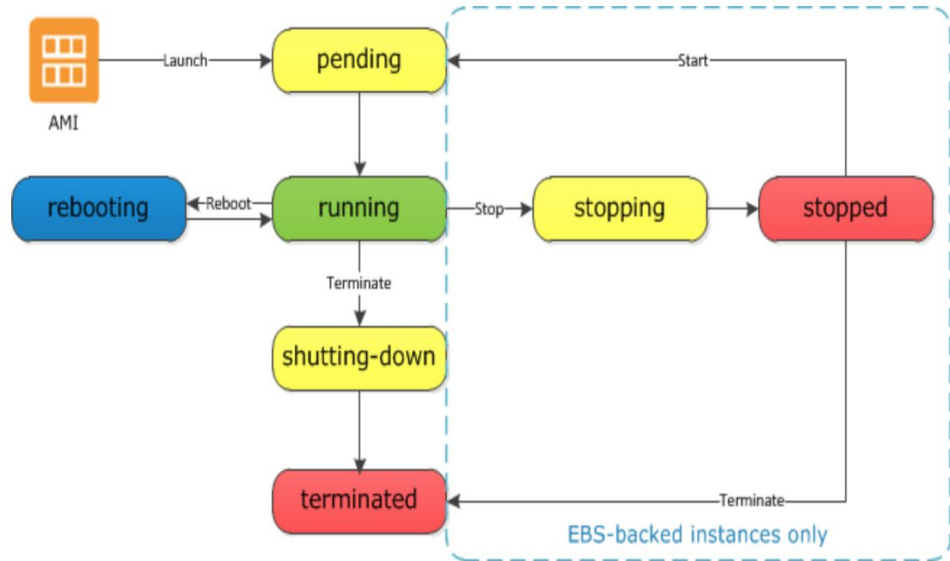 Launch
pending
Start
AMI
rebooting
Reboot
running
Stop
stopping
stopped
Terminate
shutting-down
terminated
Terminate
EBS-backed instances only